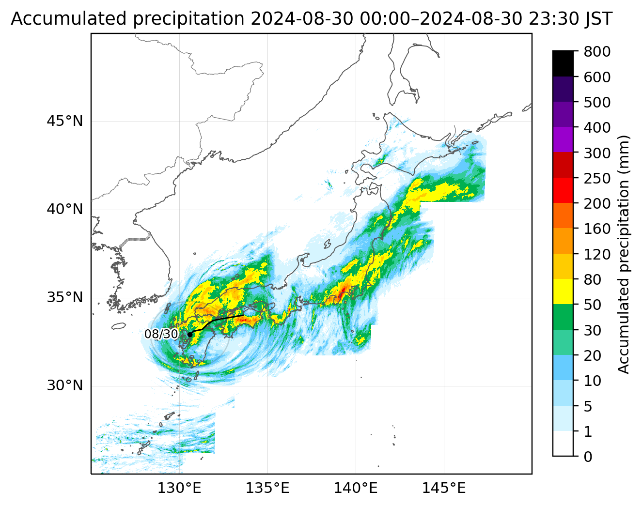 Accumulated precipitation 2024-08-30 00:00–2024-08-30 23:30 JST
45°N
40°N
35°N
30°N
130°E
135°E
140°E
145°E
08/30
800
600
500
400
300
250
200
160
120
80
50
30
20
10
5
1
0
Accumulated precipitation (mm)